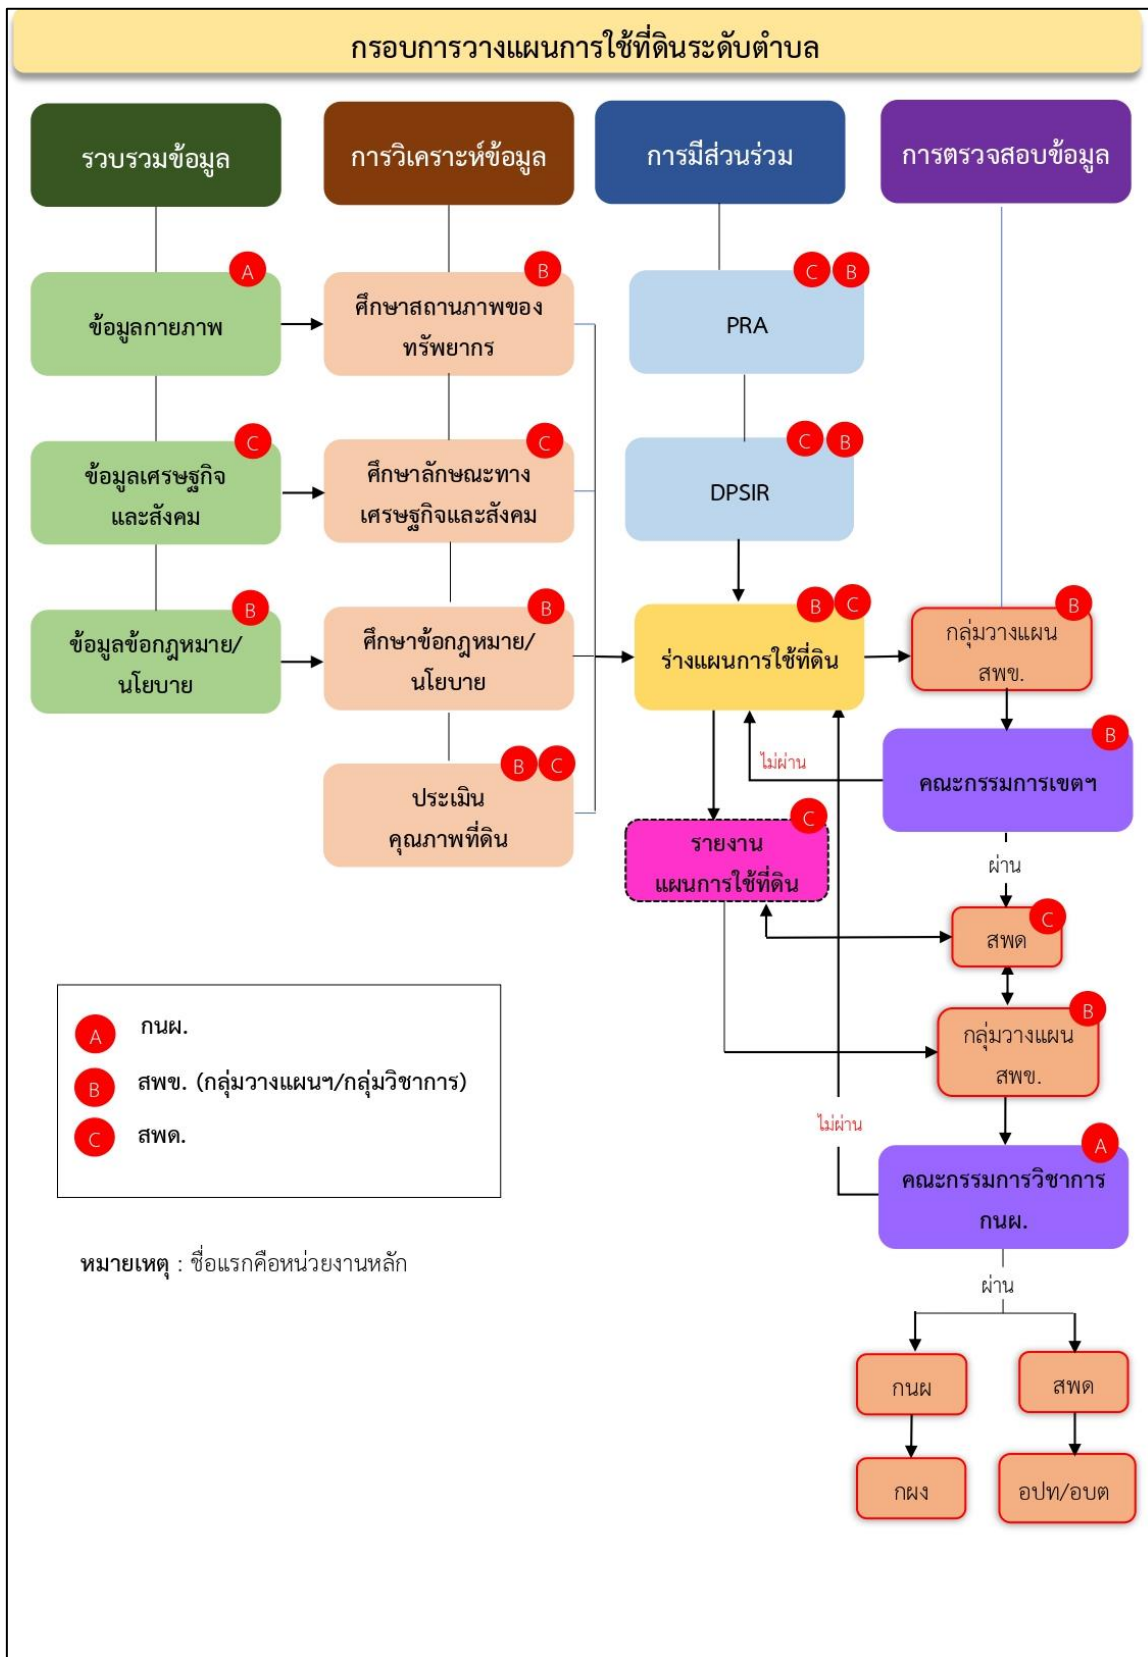 กรอบการวางแผนการใช้ที่ดินระดับตำบล
รวบรวมข้อมูล
การวิเคราะห์ข้อมูล
การมีส่วนร่วม
การตรวจสอบข้อมูล
A
ข้อมูลกายภาพ
B
ศึกษาสถานภาพของ
ทรัพยากร
C B
PRA
C
ข้อมูลเศรษฐกิจ
และสังคม
C
ศึกษาลักษณะทาง
เศรษฐกิจและสังคม
C B
DPSIR
B
ข้อมูลข้อกฎหมาย/
นโยบาย
B
ศึกษาข้อกฎหมาย/
นโยบาย
B C
ร่างแผนการใช้ที่ดิน
B
กลุ่มวางแผน
สพข.
B C
ประเมิน
คุณภาพที่ดิน
ไม่ผ่าน
B
คณะกรรมการเขตฯ
C
รายงาน
แผนการใช้ที่ดิน
ผ่าน
C
สพด
B
กลุ่มวางแผน
สพข.
A กนผ.
B สพข. (กลุ่มวางแผนฯ/กลุ่มวิชาการ)
C สพด.
ไม่ผ่าน
A
คณะกรรมการวิชาการ
กนผ.
หมายเหตุ : ชื่อแรกคือหน่วยงานหลัก
ผ่าน
กนผ
สพด
กผง
อปท/อบต